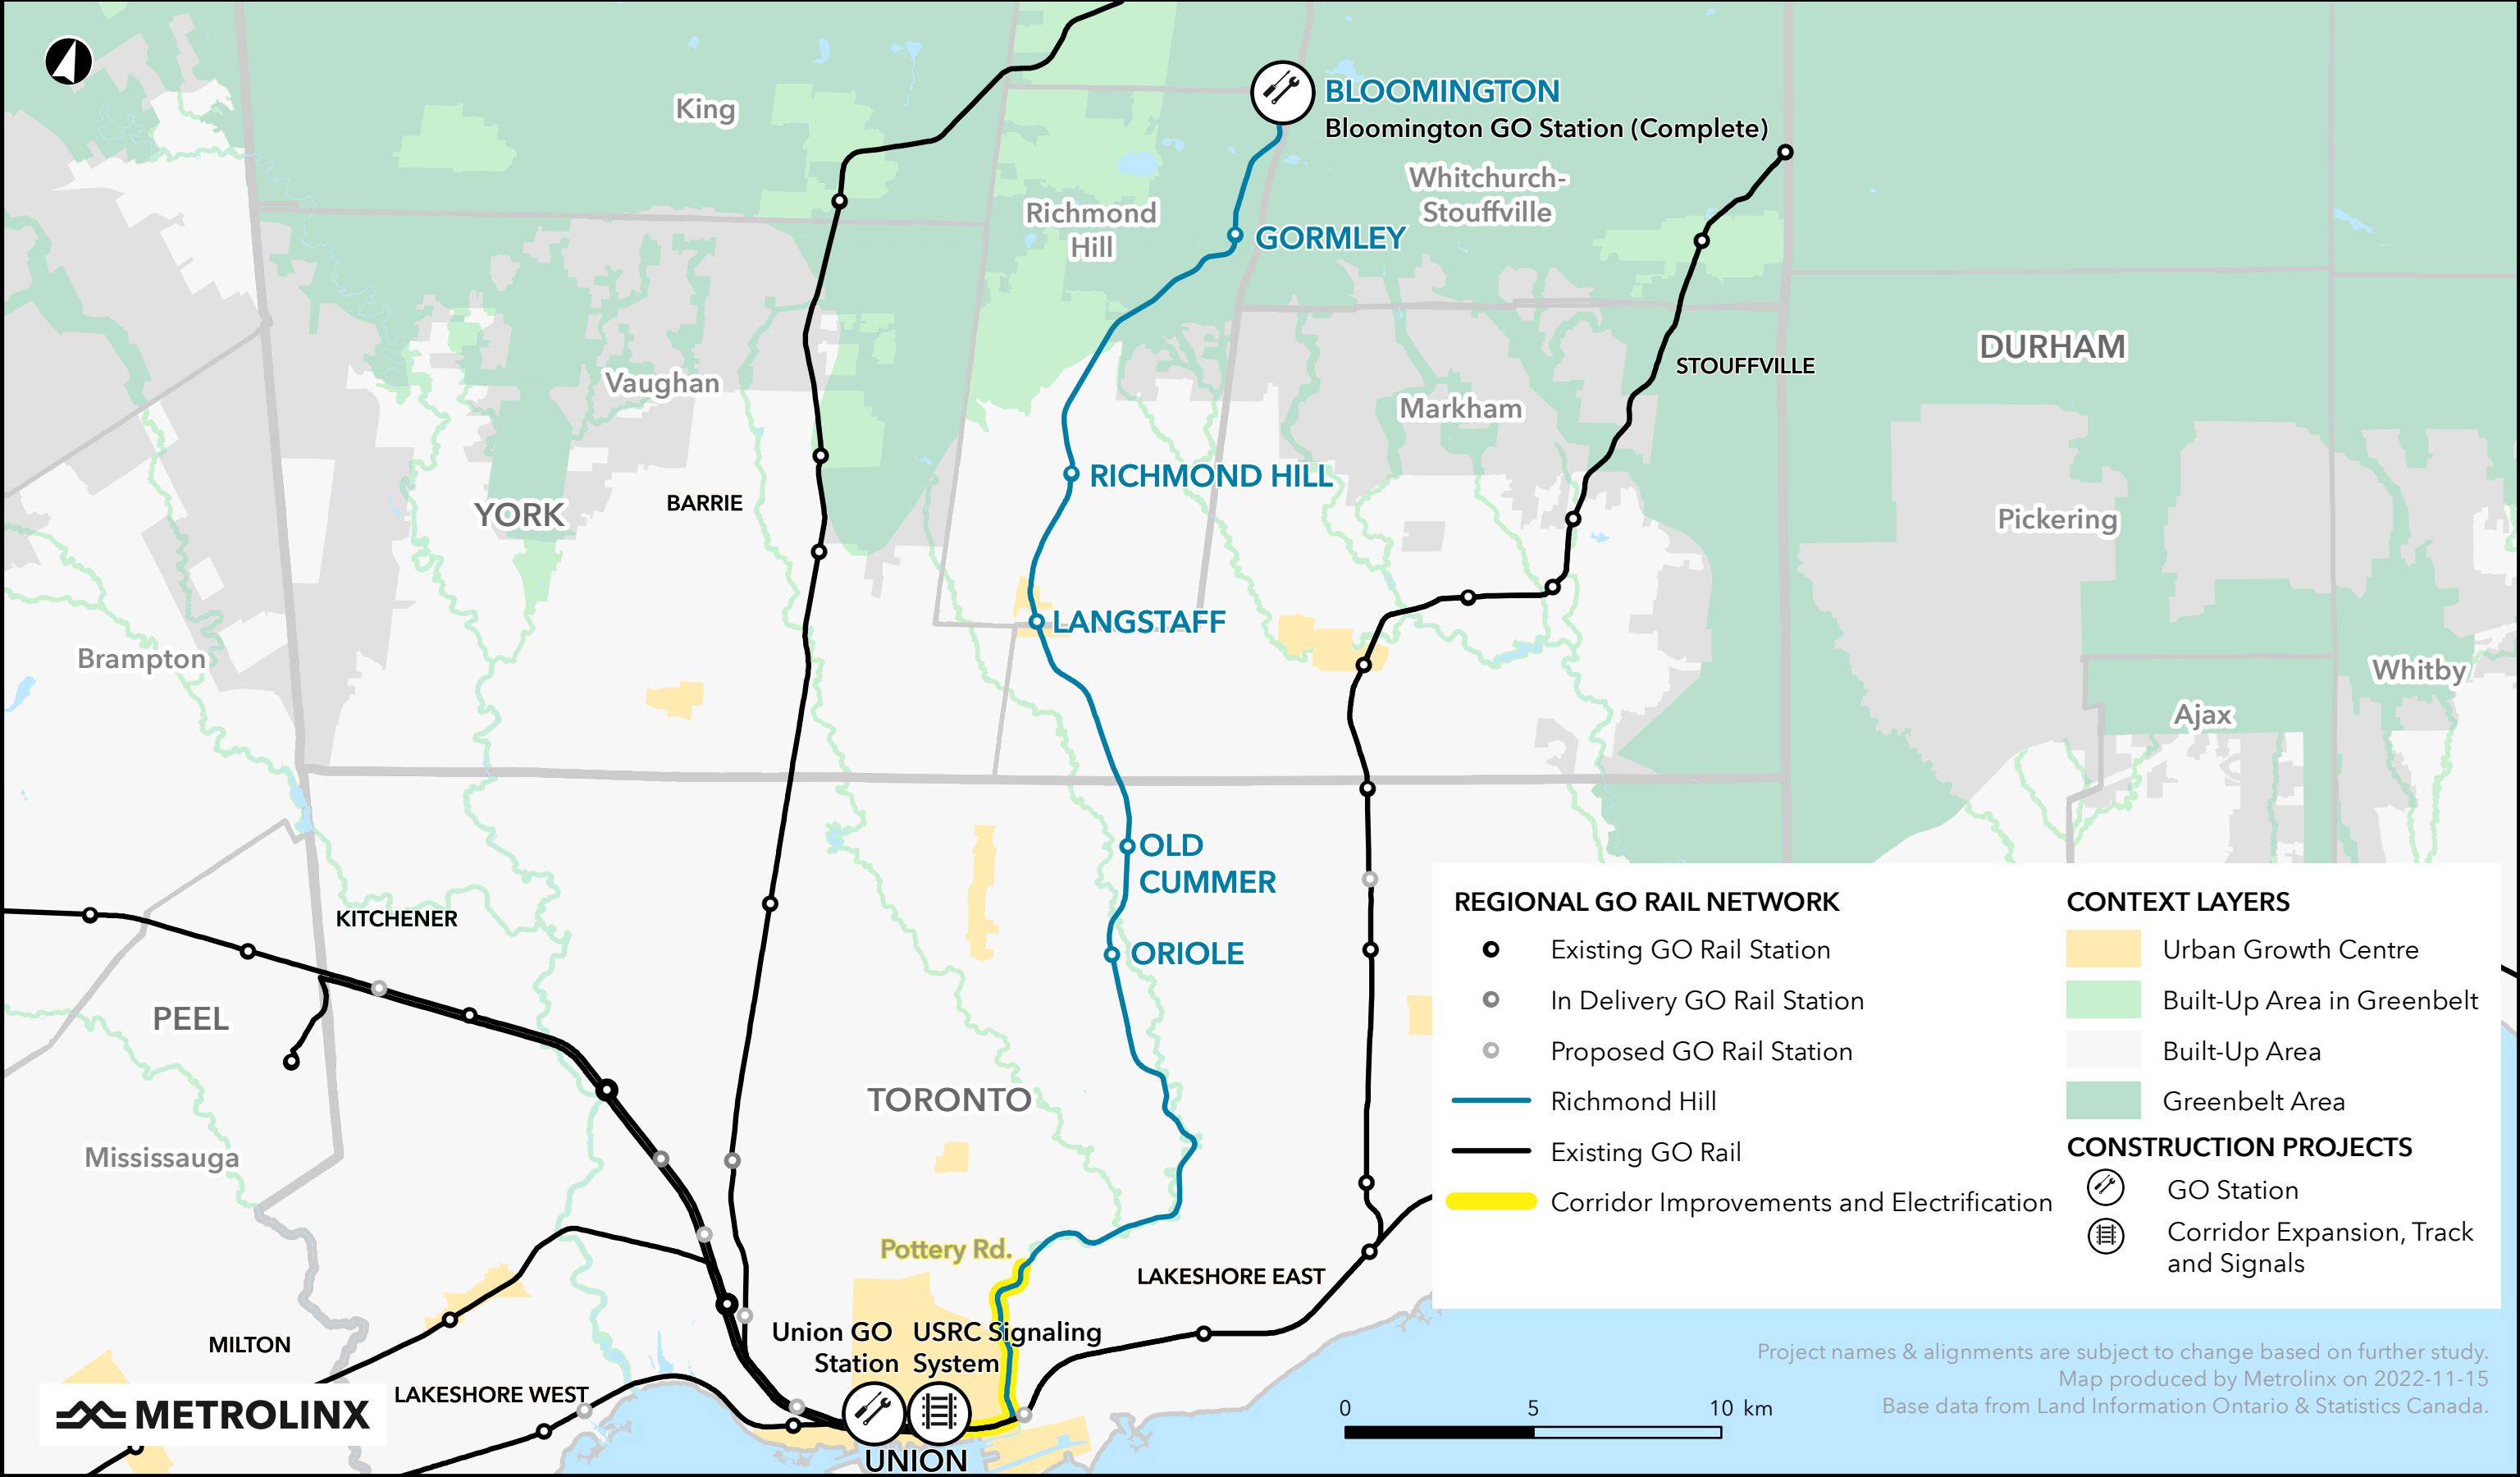 BLOOMINGTON
Bloomington GO Station (Complete)
King
Whitchurch-
Stouffville
Richmond
Hill
GORMLEY
DURHAM
STOUFFVILLE
Vaughan
Markham
RICHMOND HILL
BARRIE
YORK
Pickering
LANGSTAFF
Brampton
Whitby
Ajax
OLD
CUMMER
KITCHENER
ORIOLE
PEEL
TORONTO
Mississauga
Pottery Rd.
LAKESHORE EAST
Union GO
Station
USRC Signaling
System
MILTON
LAKESHORE WEST
METROLINX
UNION
REGIONAL GO RAIL NETWORK
Existing GO Rail Station
In Delivery GO Rail Station
Proposed GO Rail Station
Richmond Hill
Existing GO Rail
Corridor Improvements and Electrification
CONTEXT LAYERS
Urban Growth Centre
Built-Up Area in Greenbelt
Built-Up Area
Greenbelt Area
CONSTRUCTION PROJECTS
GO Station
Corridor Expansion, Track
and Signals
0 5 10 km
Project names & alignments are subject to change based on further study.
Map produced by Metrolinx on 2022-11-15
Base data from Land Information Ontario & Statistics Canada.